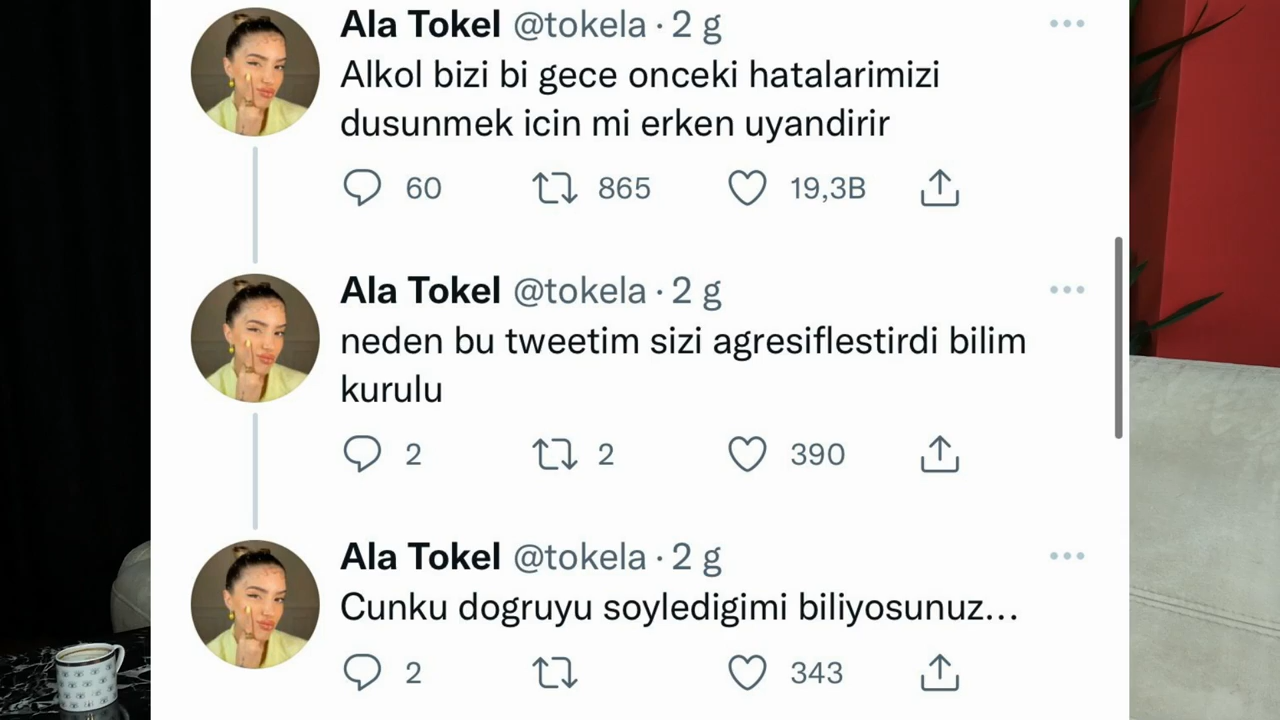 Ala Tokel @tokela · 2 g
Alkol bizi bi gece onceki hatalarimizi
dusunmek icin mi erken uyandirir
60 865 19,3B
Ala Tokel @tokela · 2 g
neden bu tweetim sizi agresiflestirdi bilim
kurulu
2 2 390
Ala Tokel @tokela · 2 g
Cunku dogruyu soyledigimi biliyosunuz...
2 343